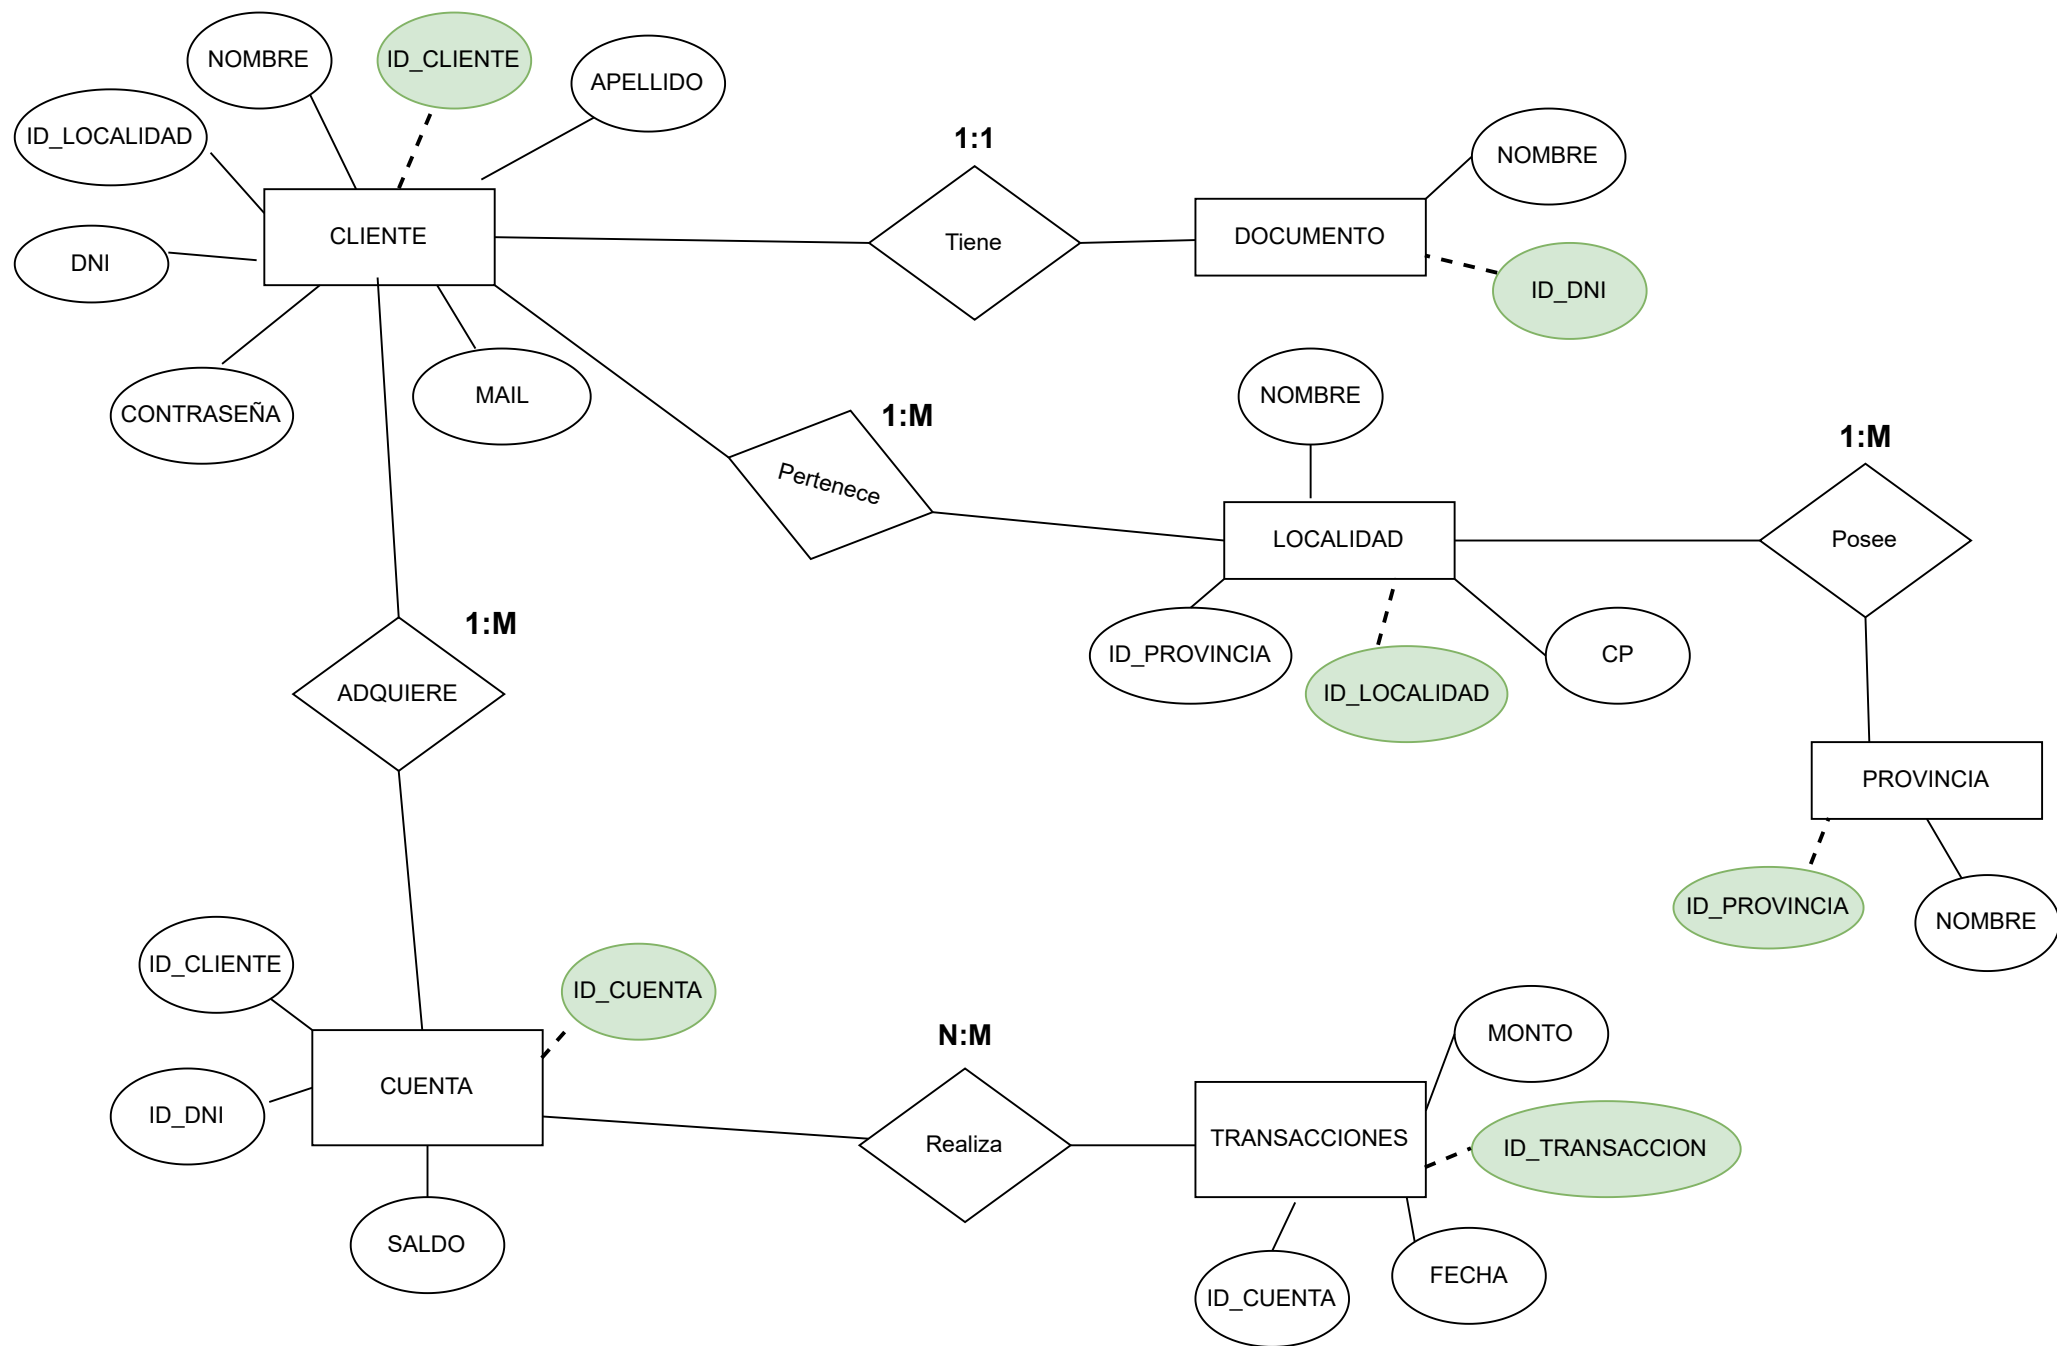 NOMBRE
ID_CLIENTE
APELLIDO
ID_LOCALIDAD
1:1
NOMBRE
CLIENTE
Tiene
DOCUMENTO
DNI
ID_DNI
CONTRASEÑA
MAIL
NOMBRE
1:M
1:M
Pertenece
LOCALIDAD
Posee
1:M
ID_PROVINCIA
CP
ADQUIERE
ID_LOCALIDAD
PROVINCIA
ID_PROVINCIA
NOMBRE
ID_CLIENTE
ID_CUENTA
N:M
MONTO
CUENTA
ID_DNI
Realiza
TRANSACCIONES
ID_TRANSACCION
SALDO
FECHA
ID_CUENTA